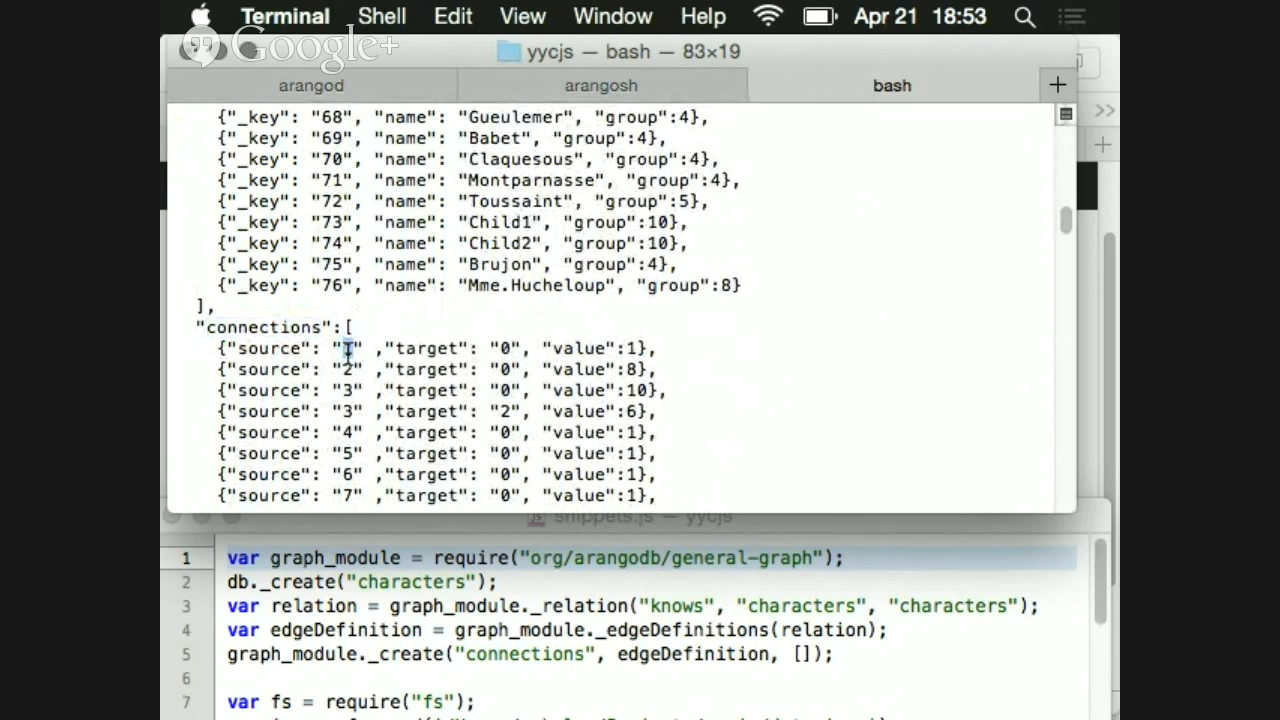 Terminal Shell Edit View Window Help Apr 21 18:53
Google+
yycjs — bash — 83×19
arangod arangosh bash
{"_key": "68", "name": "Gueulemer", "group":4},
{"_key": "69", "name": "Babet", "group":4},
{"_key": "70", "name": "Claquesous", "group":4},
{"_key": "71", "name": "Montparnasse", "group":4},
{"_key": "72", "name": "Toussaint", "group":5},
{"_key": "73", "name": "Child1", "group":10},
{"_key": "74", "name": "Child2", "group":10},
{"_key": "75", "name": "Brujon", "group":4},
{"_key": "76", "name": "Mme.Hucheloup", "group":8}
],
"connections":[
{"source": "1" ,"target": "0", "value":1},
{"source": "2" ,"target": "0", "value":8},
{"source": "3" ,"target": "0", "value":10},
{"source": "3" ,"target": "2", "value":6},
{"source": "4" ,"target": "0", "value":1},
{"source": "5" ,"target": "0", "value":1},
{"source": "6" ,"target": "0", "value":1},
{"source": "7" ,"target": "0", "value":1},
snippets.js — yycjs
1 var graph_module = require("org/arangodb/general-graph");
2 db._create("characters");
3 var relation = graph_module._relation("knows", "characters", "characters");
4 var edgeDefinition = graph_module._edgeDefinitions(relation);
5 graph_module._create("connections", edgeDefinition, []);
6
7 var fs = require("fs");